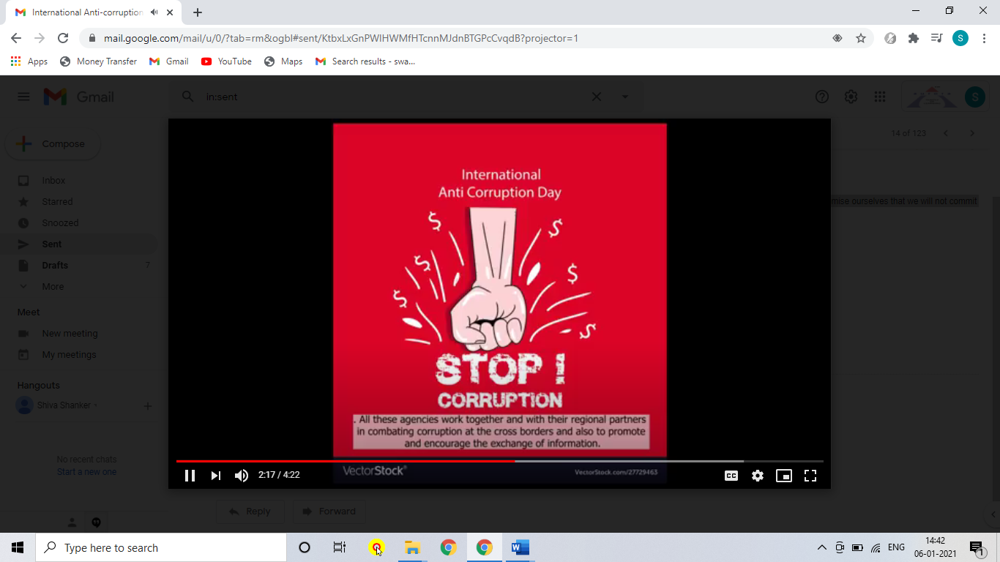 International Anti-corruption
mail.google.com/mail/u/0/?tab=rm&ogbl#sent/KtbxLxGnPWlHWMfHTcnnMJdnBTGPcCvqdB?projector=1
S
Apps
Money Transfer
Gmail
YouTube
Maps
Search results - swa...
Gmail
in:sent
S
Compose
14 of 123
Inbox
Starred
Snoozed
Sent
Drafts 7
More
Meet
New meeting
My meetings
Hangouts
Shiva Shanker
No recent chats
Start a new one
mise ourselves that we will not commit
International
Anti Corruption Day
$ $
$ $
$ $
STOP !
CORRUPTION
. All these agencies work together and with their regional partners
in combating corruption at the cross borders and also to promote
and encourage the exchange of information.
VectorStock®
VectorStock.com/27729463
2:17 / 4:22
CC
Reply
Forward
Type here to search
W
ENG
14:42
06-01-2021
1